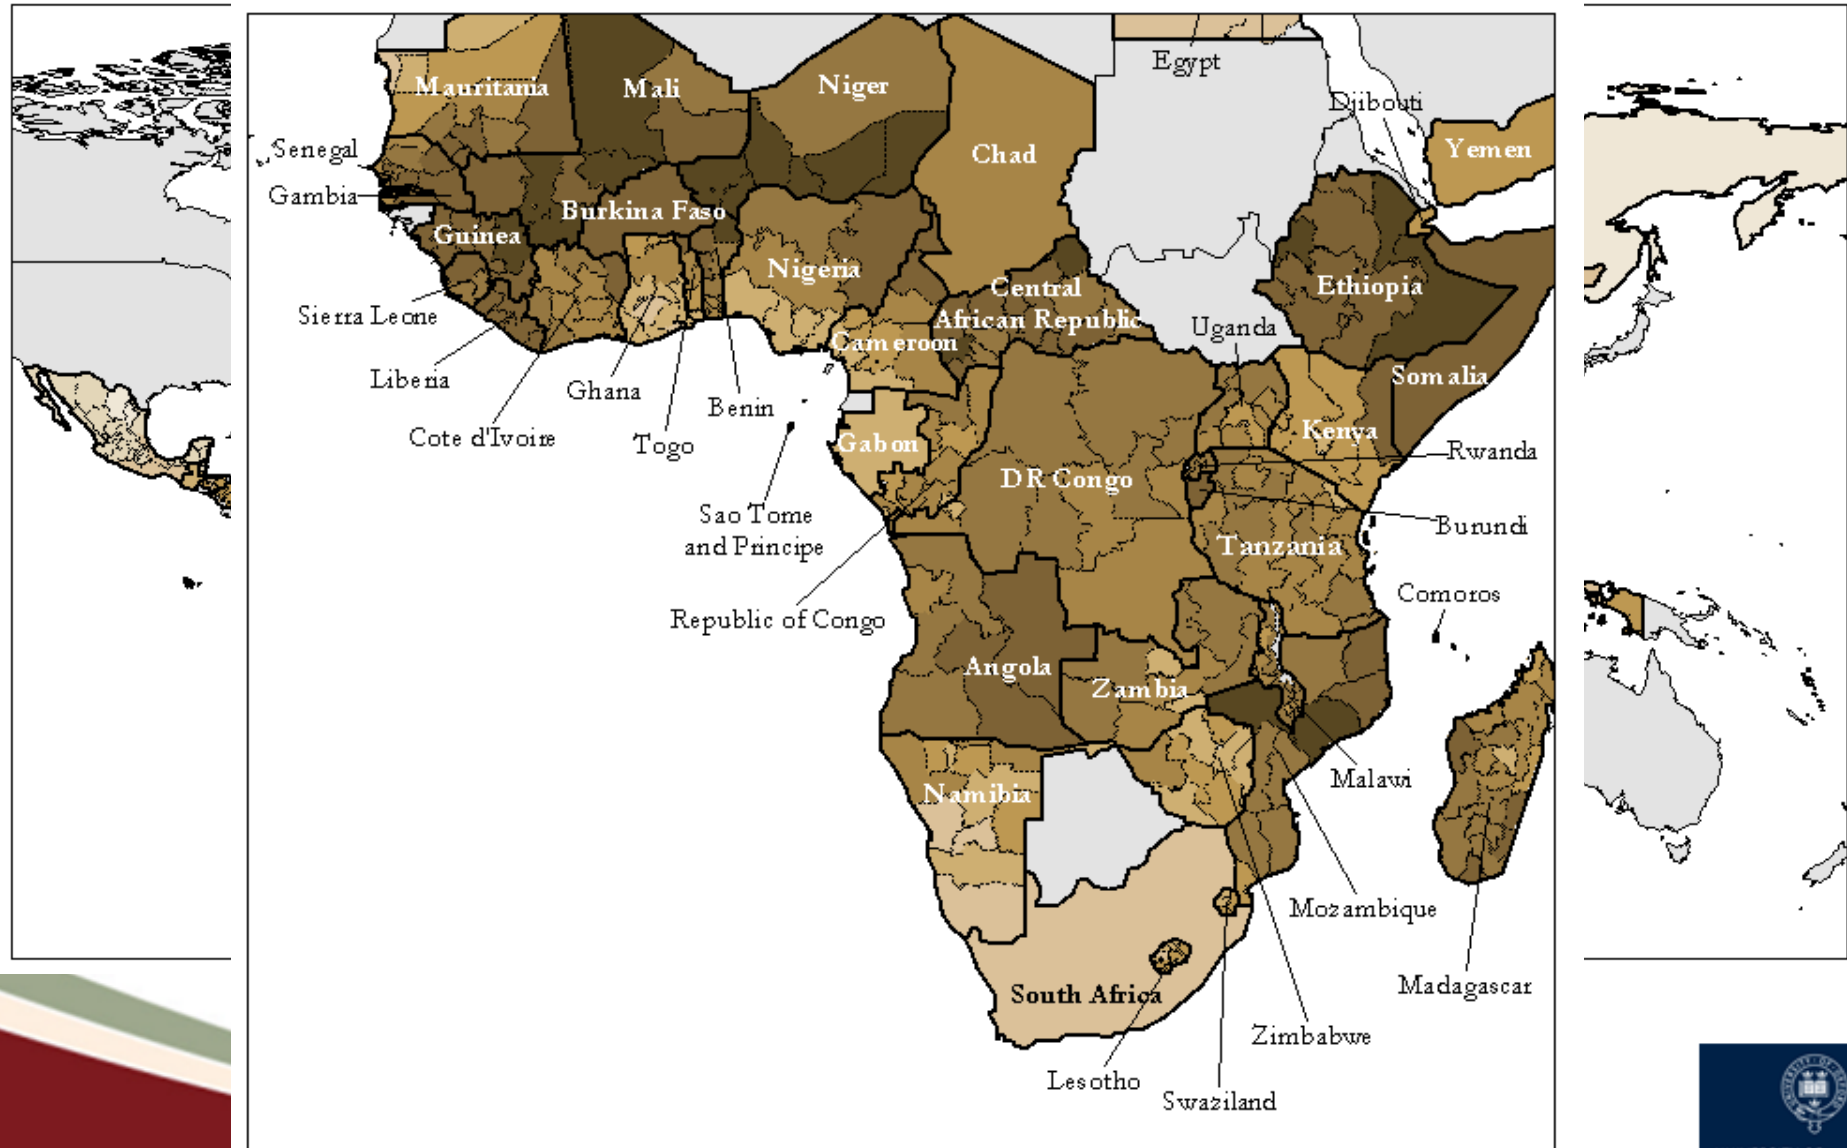 Egypt
Djibouti
Mauritania
Mali
Niger
Senegal
Chad
Yemen
Gambia
Burkina Faso
Guinea
Nigeria
Ethiopia
Central
African Republic
Sierra Leone
Uganda
Cameroon
Liberia
Ghana
Benin
Somalia
Cote d'Ivoire
Togo
Gabon
Kenya
Rwanda
DR Congo
Sao Tome
and Principe
Burundi
Tanzania
Comoros
Republic of Congo
Angola
Zambia
Malawi
Namibia
Mozambique
Madagascar
South Africa
Zimbabwe
Lesotho
Swaziland